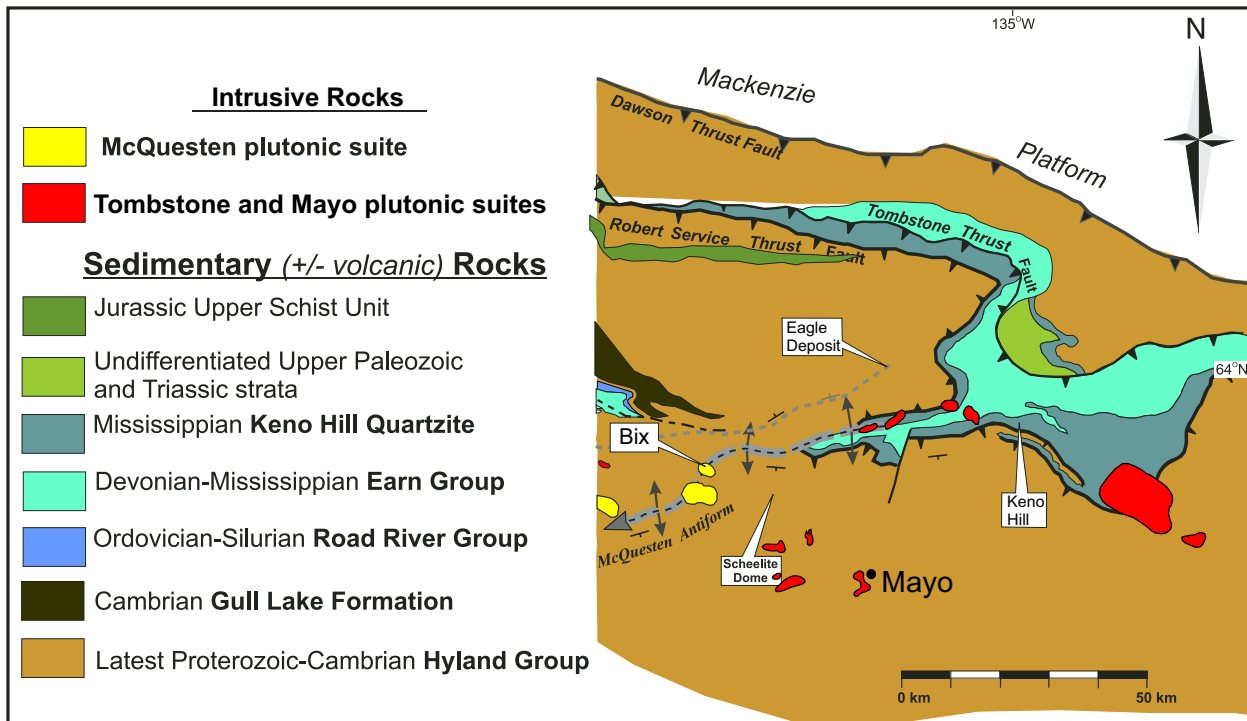 Intrusive Rocks
McQuesten plutonic suite
Tombstone and Mayo plutonic suites
Sedimentary (+/- volcanic) Rocks
Jurassic Upper Schist Unit
Undifferentiated Upper Paleozoic
and Triassic strata
Mississippian Keno Hill Quartzite
Devonian-Mississippian Earn Group
Ordovician-Silurian Road River Group
Cambrian Gull Lake Formation
Latest Proterozoic-Cambrian Hyland Group
135°W
N
Mackenzie
Platform
Dawson Thrust Fault
Tombstone Thrust Fault
Robert Service Thrust Fault
Eagle
Deposit
64°N
Bix
Keno
Hill
McQuesten Antiform
Scheelite
Dome
Mayo
0 km
50 km